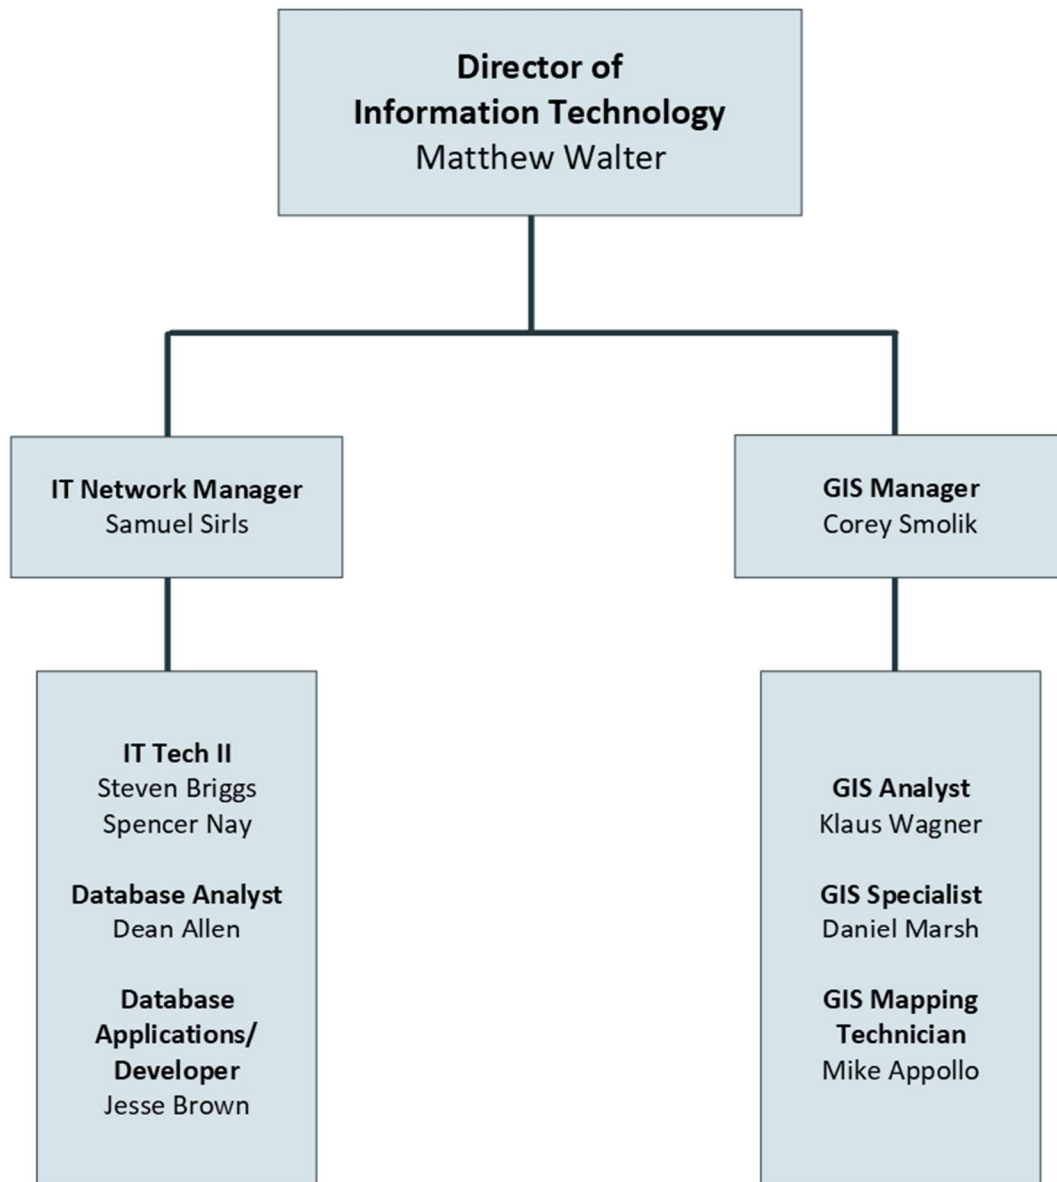 Director of
Information Technology
Matthew Walter
IT Network Manager
Samuel Sirls
GIS Manager
Corey Smolik
IT Tech II
Steven Briggs
Spencer Nay
Database Analyst
Dean Allen
Database
Applications/
Developer
Jesse Brown
GIS Analyst
Klaus Wagner
GIS Specialist
Daniel Marsh
GIS Mapping
Technician
Mike Appollo